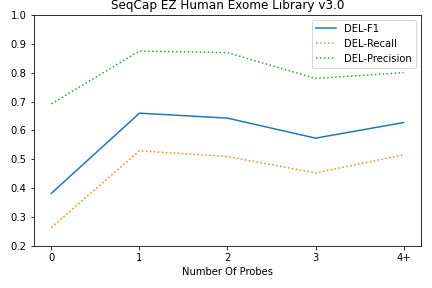 SeqCap EZ Human Exome Library v3.0
1.0
0.9
0.8
0.7
0.6
0.5
0.4
0.3
0.2
DEL-F1
DEL-Recall
DEL-Precision
0 1 2 3 4+
Number Of Probes